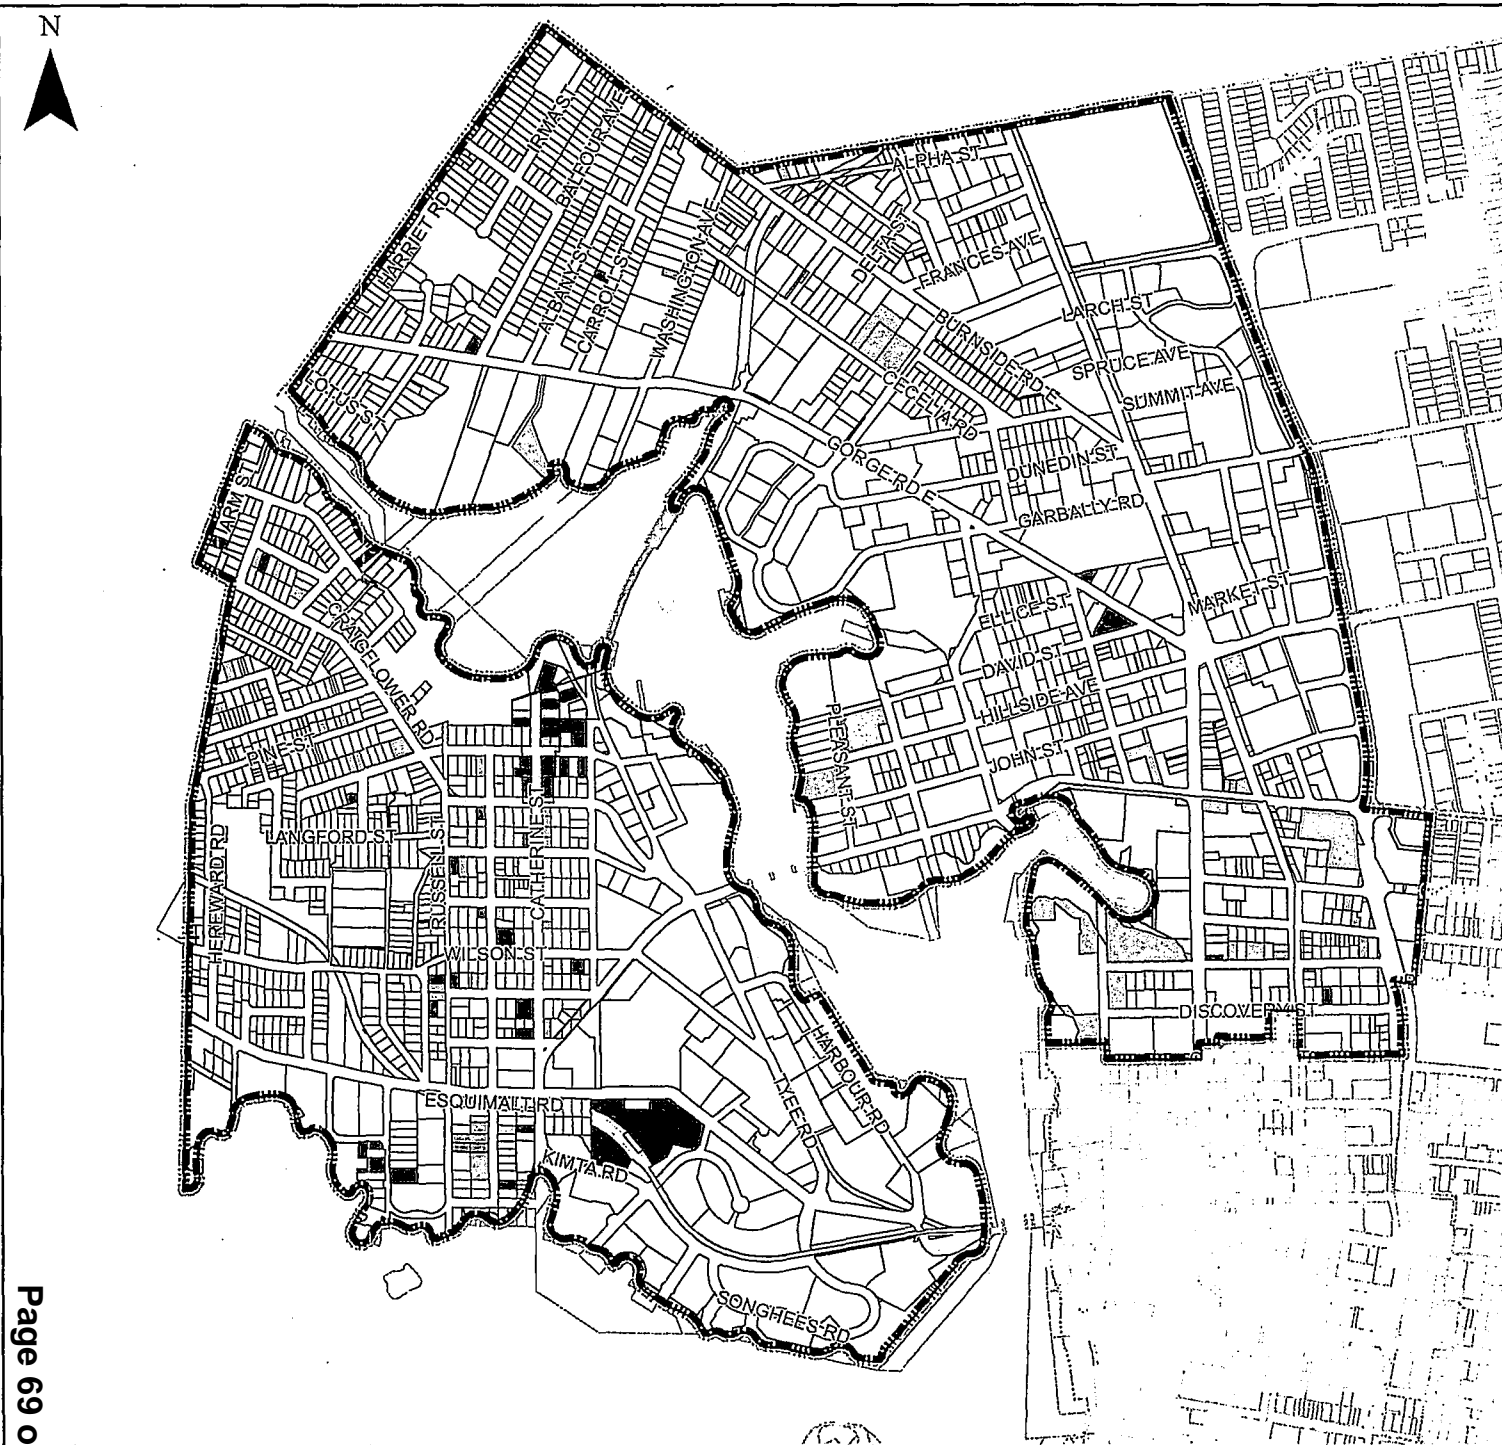 N
ALPHA ST
IRMA ST
BALFOUR AVE
HARRIET RD
ALBANY ST
CARROLL ST
WASHINGTON AVE
DELTA ST
FRANCES AVE
LARCH ST
BURNSIDE RD E
SPRUCE AVE
SUMMIT AVE
CECELIA RD
LOTUS ST
GORGE RD E
DUNEDIN ST
GARBALLY RD
ARM ST
MARKET ST
ELLICE ST
CRAIGFLOWER RD
DAVID ST
HILLSIDE AVE
PLEASANT ST
JOHN ST
PINE ST
LANGFORD ST
HEREWARD RD
RUSSELL ST
CATHERINE ST
WILSON ST
DISCOVERY ST
HARBOUR RD
TYEE RD
ESQUIMALT RD
KIMTA RD
SONGHEES RD
Page 69 o